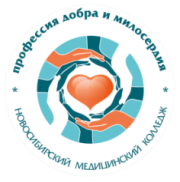 профессия добра и милосердия
* НОВОСИБИРСКИЙ МЕДИЦИНСКИЙ КОЛЛЕДЖ *